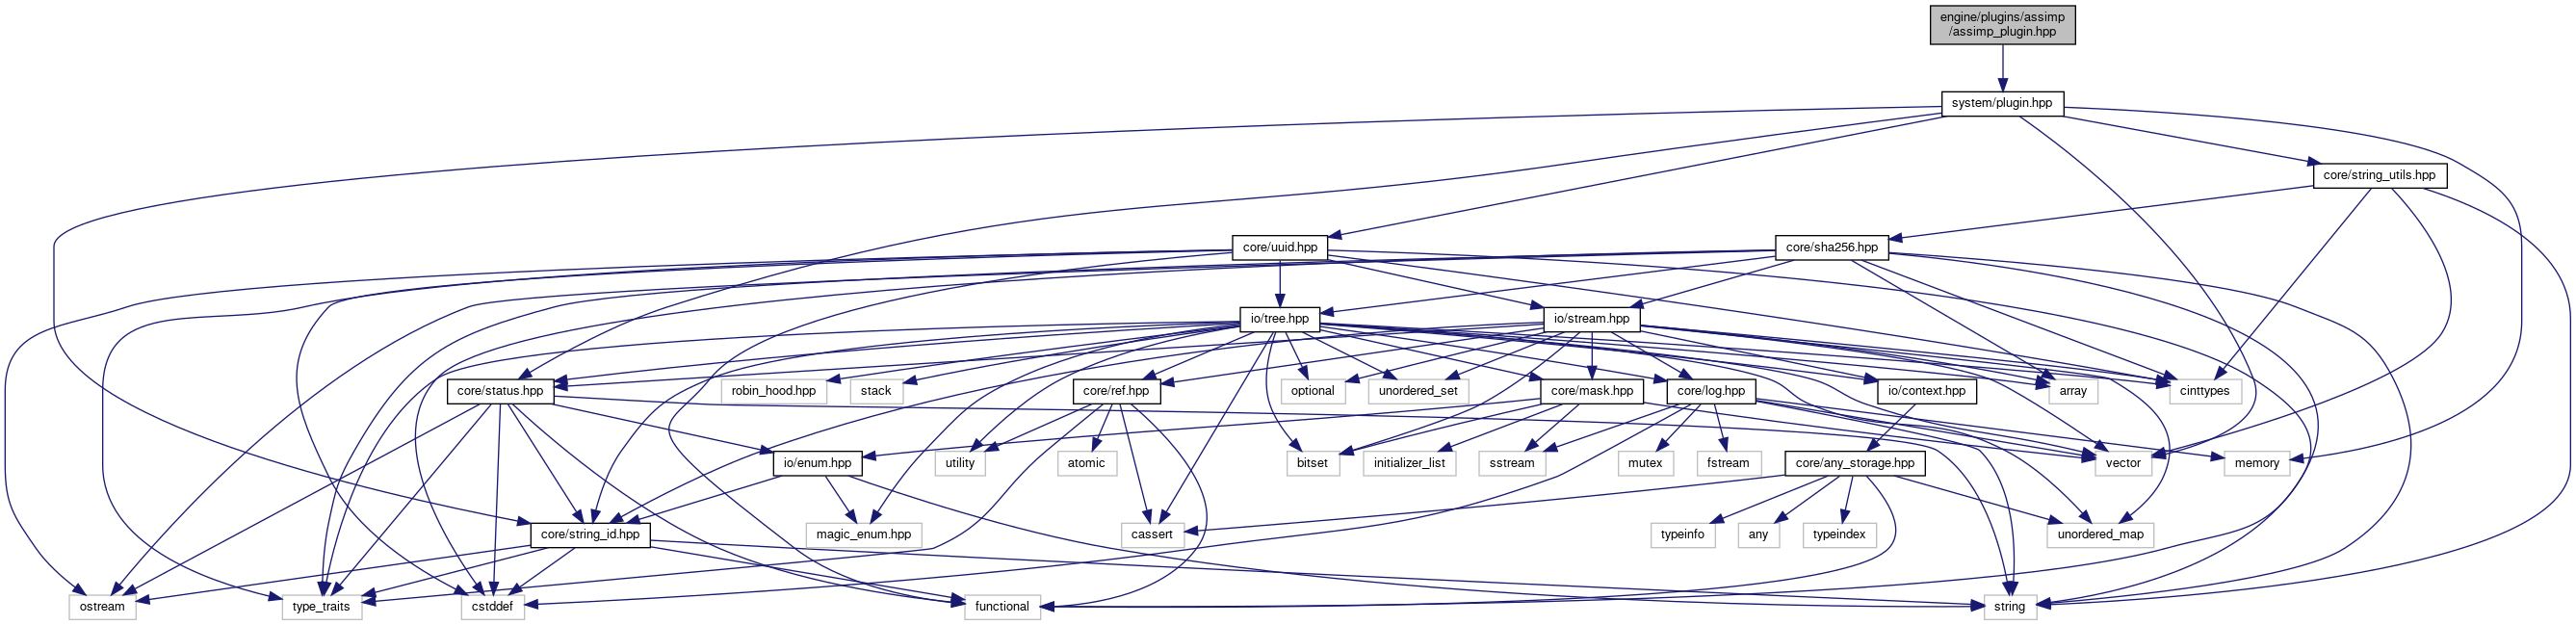 engine/plugins/assimp
/assimp_plugin.hpp
system/plugin.hpp
core/string_utils.hpp
core/uuid.hpp
core/sha256.hpp
io/tree.hpp
io/stream.hpp
core/status.hpp
robin_hood.hpp
stack
core/ref.hpp
optional
unordered_set
core/mask.hpp
core/log.hpp
io/context.hpp
array
cinttypes
io/enum.hpp
utility
atomic
bitset
initializer_list
sstream
mutex
fstream
core/any_storage.hpp
vector
memory
core/string_id.hpp
magic_enum.hpp
cassert
typeinfo
any
typeindex
unordered_map
ostream
type_traits
cstddef
functional
string